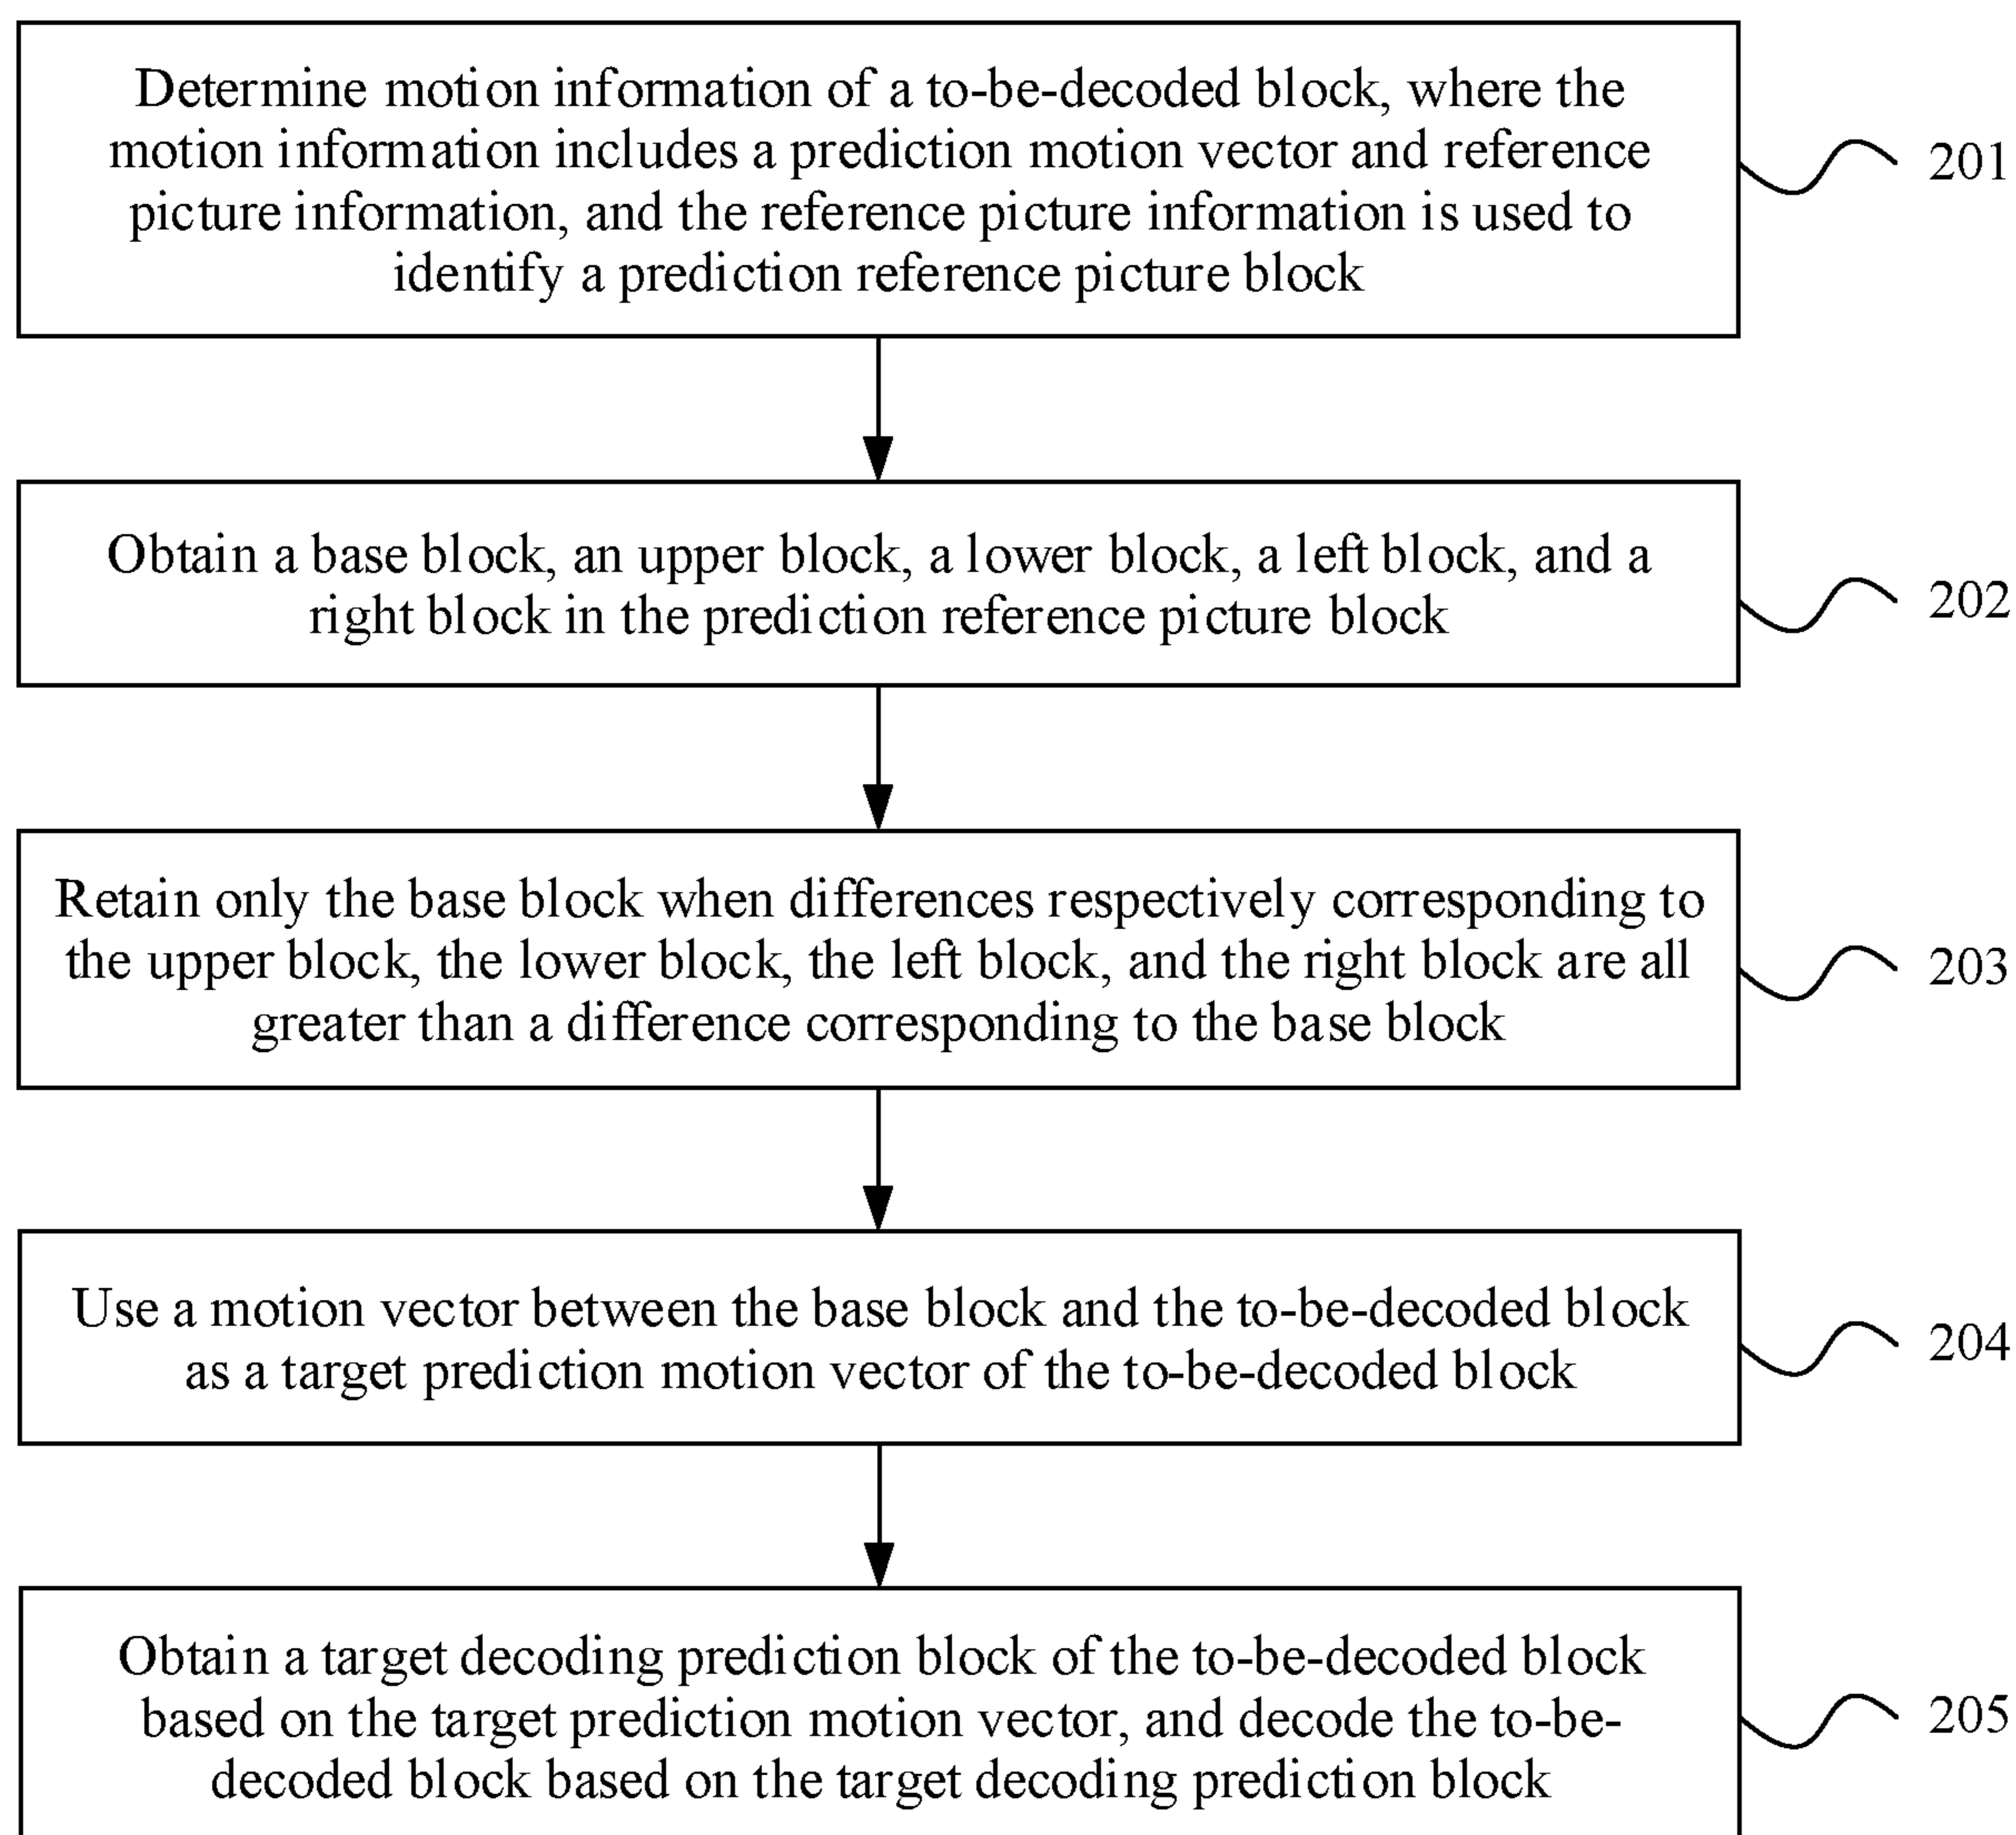 Determine motion information of a to-be-decoded block, where the
motion information includes a prediction motion vector and reference
picture information, and the reference picture information is used to
identify a prediction reference picture block
201
Obtain a base block, an upper block, a lower block, a left block, and a
right block in the prediction reference picture block
202
Retain only the base block when differences respectively corresponding to
the upper block, the lower block, the left block, and the right block are all
greater than a difference corresponding to the base block
203
Use a motion vector between the base block and the to-be-decoded block
as a target prediction motion vector of the to-be-decoded block
204
Obtain a target decoding prediction block of the to-be-decoded block
based on the target prediction motion vector, and decode the to-be-
decoded block based on the target decoding prediction block
205